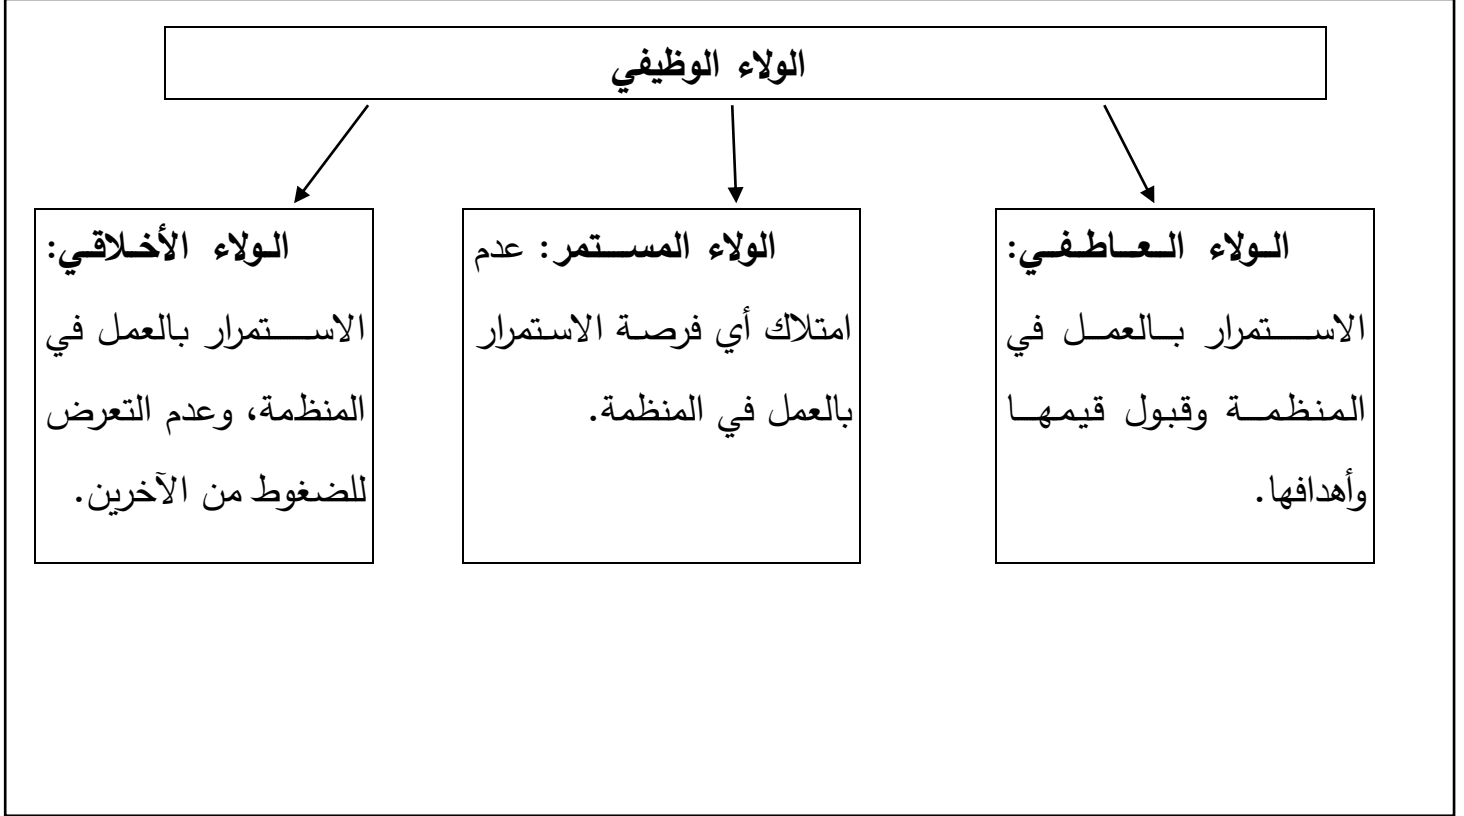 الولاء الوظيفي
الولاء العاطفي:
الاستمرار بالعمل في
المنظمة وقبول قيمها
وأهدافها.
الولاء المستمر: عدم
امتلاك أي فرصة الاستمرار
بالعمل في المنظمة.
الولاء الأخلاقي:
الاستمرار بالعمل في
المنظمة، وعدم التعرض
للضغوط من الآخرين.